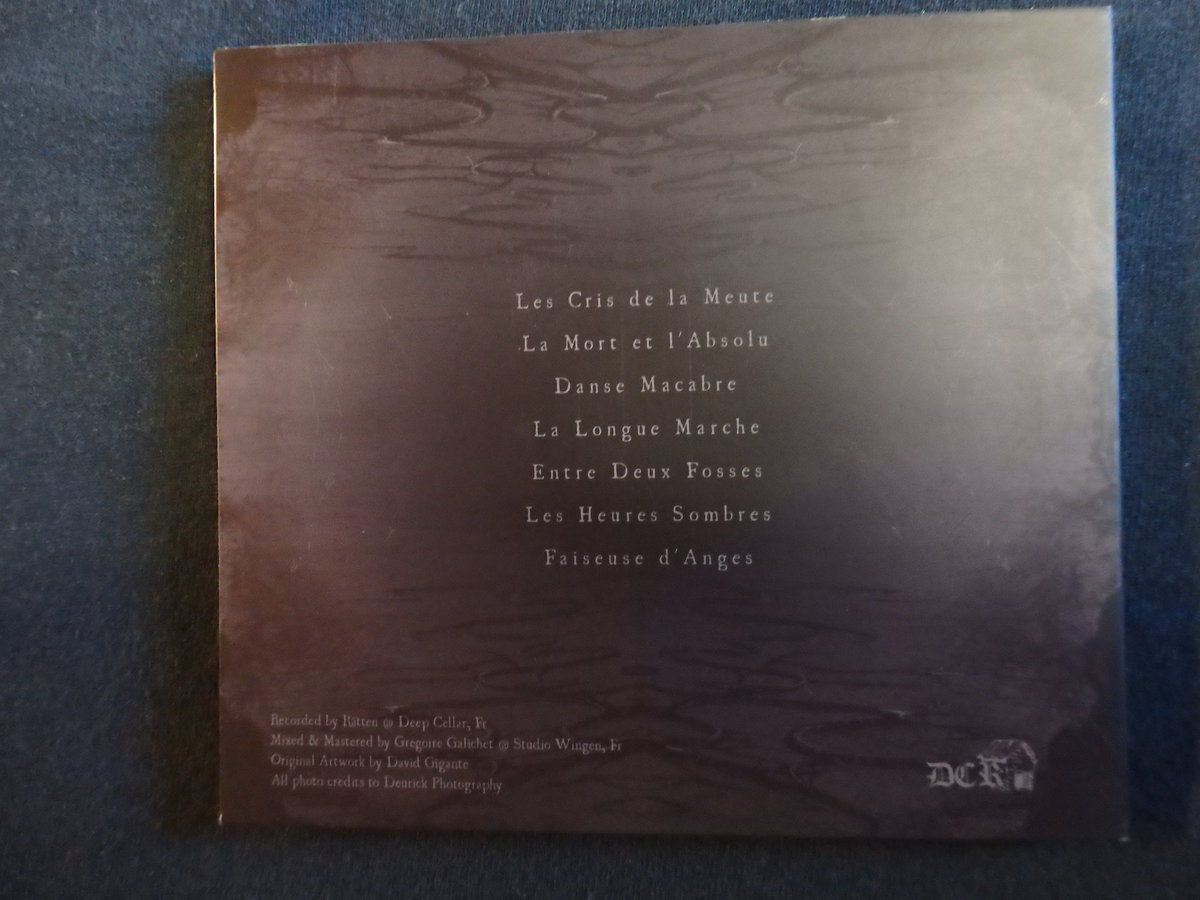 Les Cris de la Meute
La Mort et l'Absolu
Danse Macabre
La Longue Marche
Entre Deux Fosses
Les Heures Sombres
Faiseuse d'Anges
Recorded by Rätten @ Deep Cellar, Fr
Mixed & Mastered by Gregoire Galichet @ Studio Wingen, Fr
Original Artwork by David Gigante
All photo credits to Deurick Photography
DCR